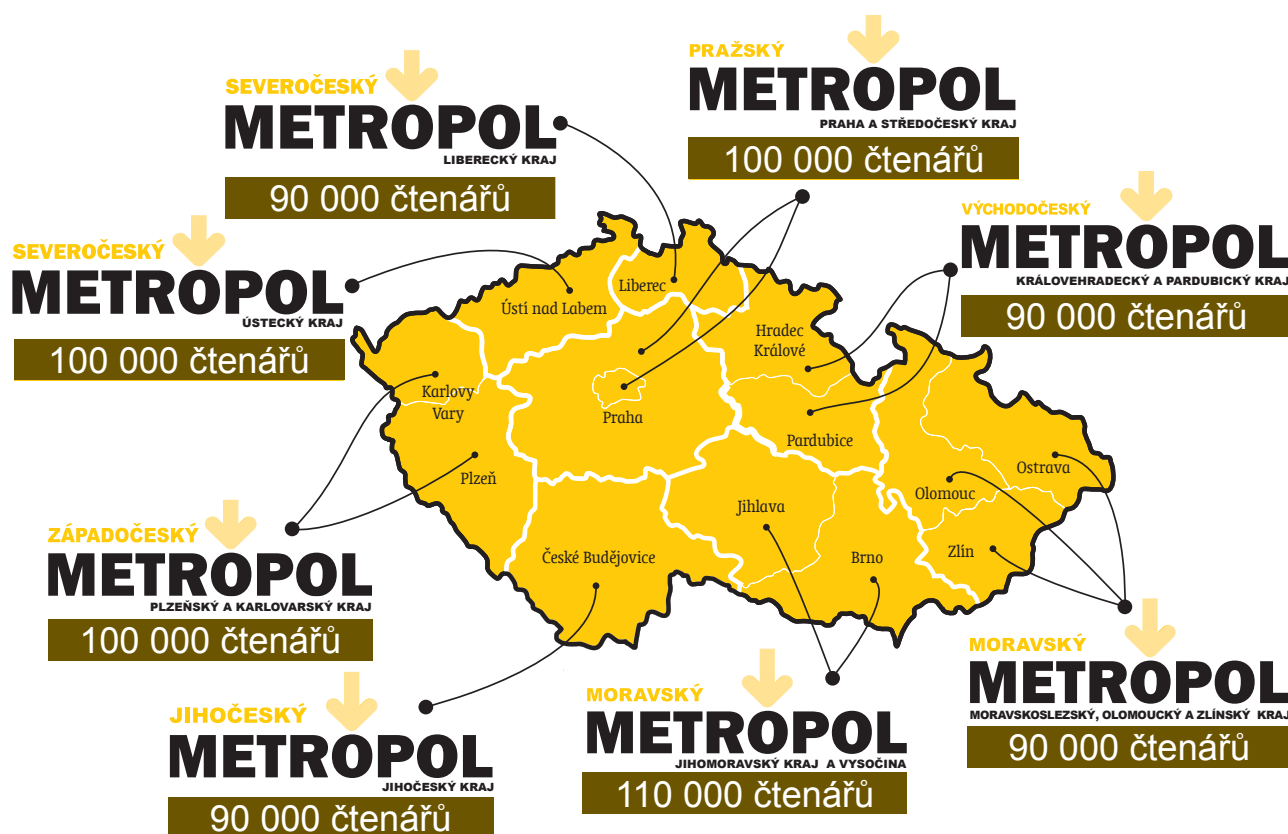 PRAŽSKÝ
METROPOL
PRAHA A STŘEDOČESKÝ KRAJ
100 000 čtenářů
SEVEROČESKÝ
METROPOL
LIBERECKÝ KRAJ
90 000 čtenářů
VÝCHODOČESKÝ
METROPOL
KRÁLOVEHRADECKÝ A PARDUBICKÝ KRAJ
90 000 čtenářů
SEVEROČESKÝ
METROPOL
ÚSTECKÝ KRAJ
100 000 čtenářů
Liberec
Ústí nad Labem
Hradec
Králové
Karlovy
Vary
Praha
Pardubice
Plzeň
Ostrava
Olomouc
Jihlava
České Budějovice
Brno
Zlín
ZÁPADOČESKÝ
METROPOL
PLZEŇSKÝ A KARLOVARSKÝ KRAJ
100 000 čtenářů
JIHOČESKÝ
METROPOL
JIHOČESKÝ KRAJ
90 000 čtenářů
MORAVSKÝ
METROPOL
JIHOMORAVSKÝ KRAJ A VYSOČINA
110 000 čtenářů
MORAVSKÝ
METROPOL
MORAVSKOSLEZSKÝ, OLOMOUCKÝ A ZLÍNSKÝ KRAJ
90 000 čtenářů